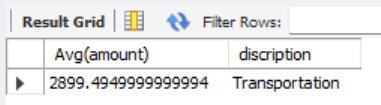 Result Grid Filter Rows:
Avg(amount) discription
2899.4949999999994 Transportation